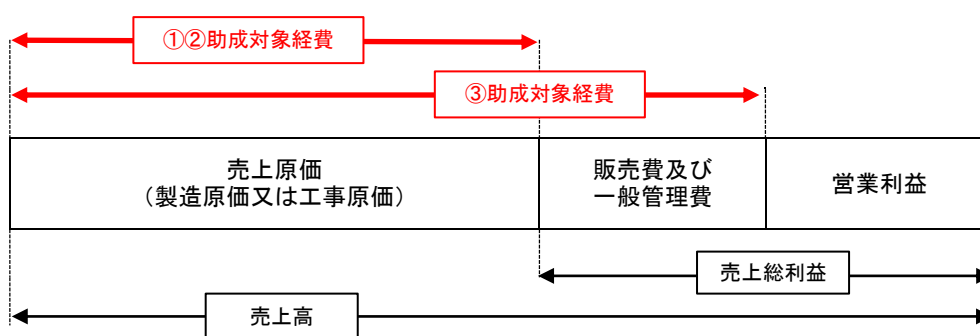 ①②助成対象経費
③助成対象経費
売上原価
（製造原価又は工事原価）
販売費及び
一般管理費
営業利益
売上総利益
売上高